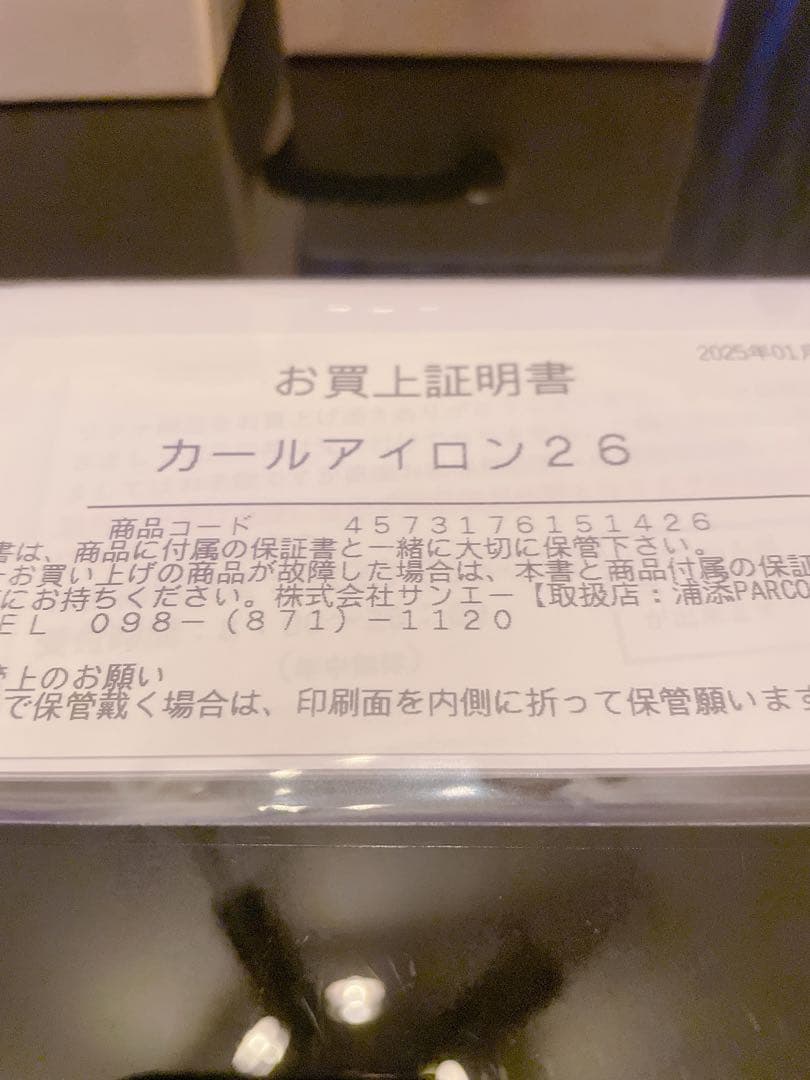 2025年01月
お買上証明書
カールアイロン26
商品コード 4573176151426
書は、商品に付属の保証書と一緒に大切に保管下さい。
お買い上げの商品が故障した場合は、本書と商品付属の保証
にお持ちください。株式会社サンエー【取扱店：浦添PARCO
EL 098-(871)-1120
上のお願い
で保管戴く場合は、印刷面を内側に折って保管願います